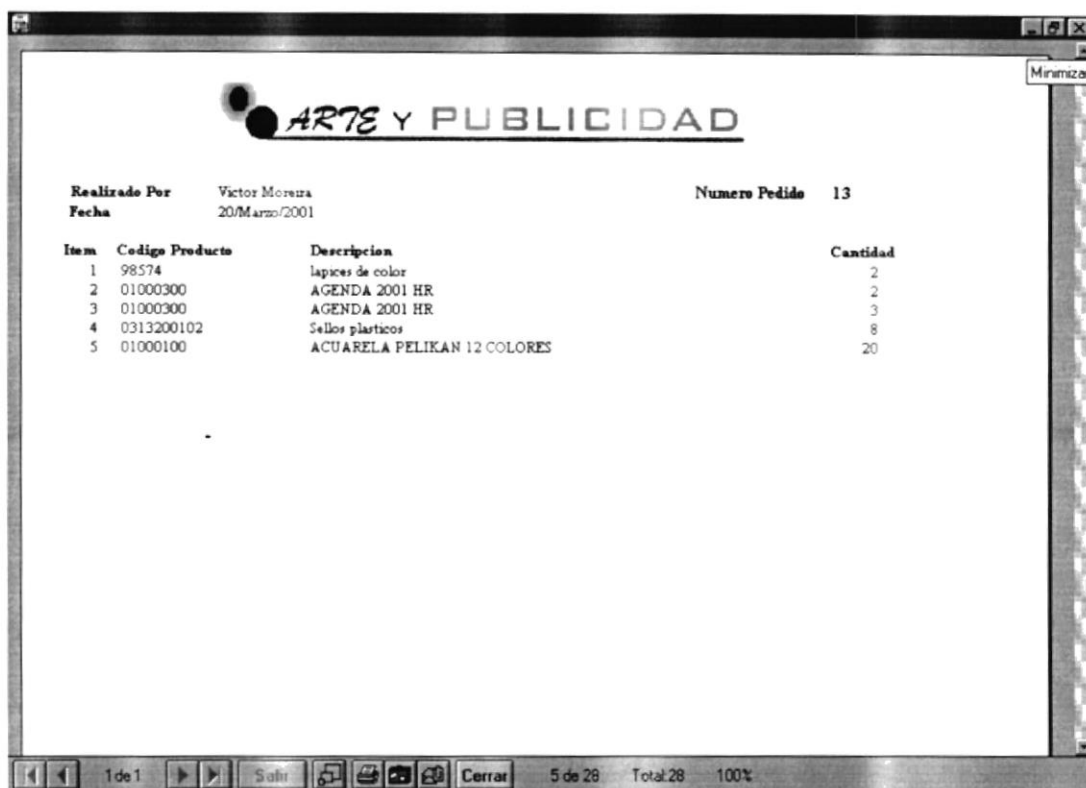 Minimiza
ARTE Y PUBLICIDAD
Realizado Por Victor Moreira Numero Pedido 13
Fecha 20/Marzo/2001
Item Codigo Producto Descripcion Cantidad
1 98574 lapices de color 2
2 01000300 AGENDA 2001 HR 2
3 01000300 AGENDA 2001 HR 3
4 0313200102 Sellos plasticos 8
5 01000100 ACUARELA PELIKAN 12 COLORES 20
1 de 1 Salir Cerrar 5 de 28 Total:28 100%